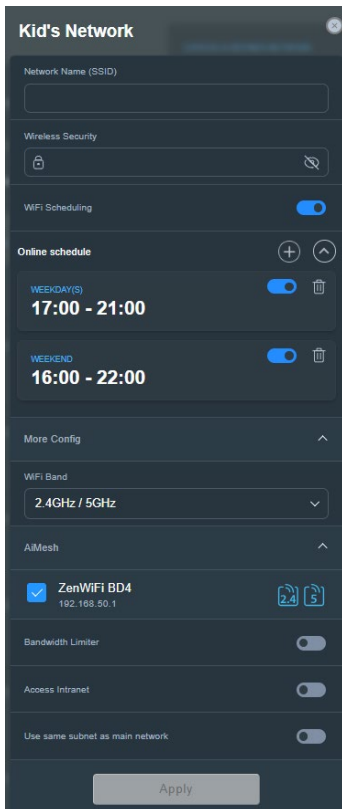 Kid's Network
Network Name (SSID)
Wireless Security
WiFi Scheduling
Online schedule
WEEKDAY(S)
17:00 - 21:00
WEEKEND
16:00 - 22:00
More Config
WiFi Band
2.4GHz / 5GHz
AiMesh
ZenWiFi BD4
192.168.50.1
2.4 5
Bandwidth Limiter
Access Intranet
Use same subnet as main network
Apply